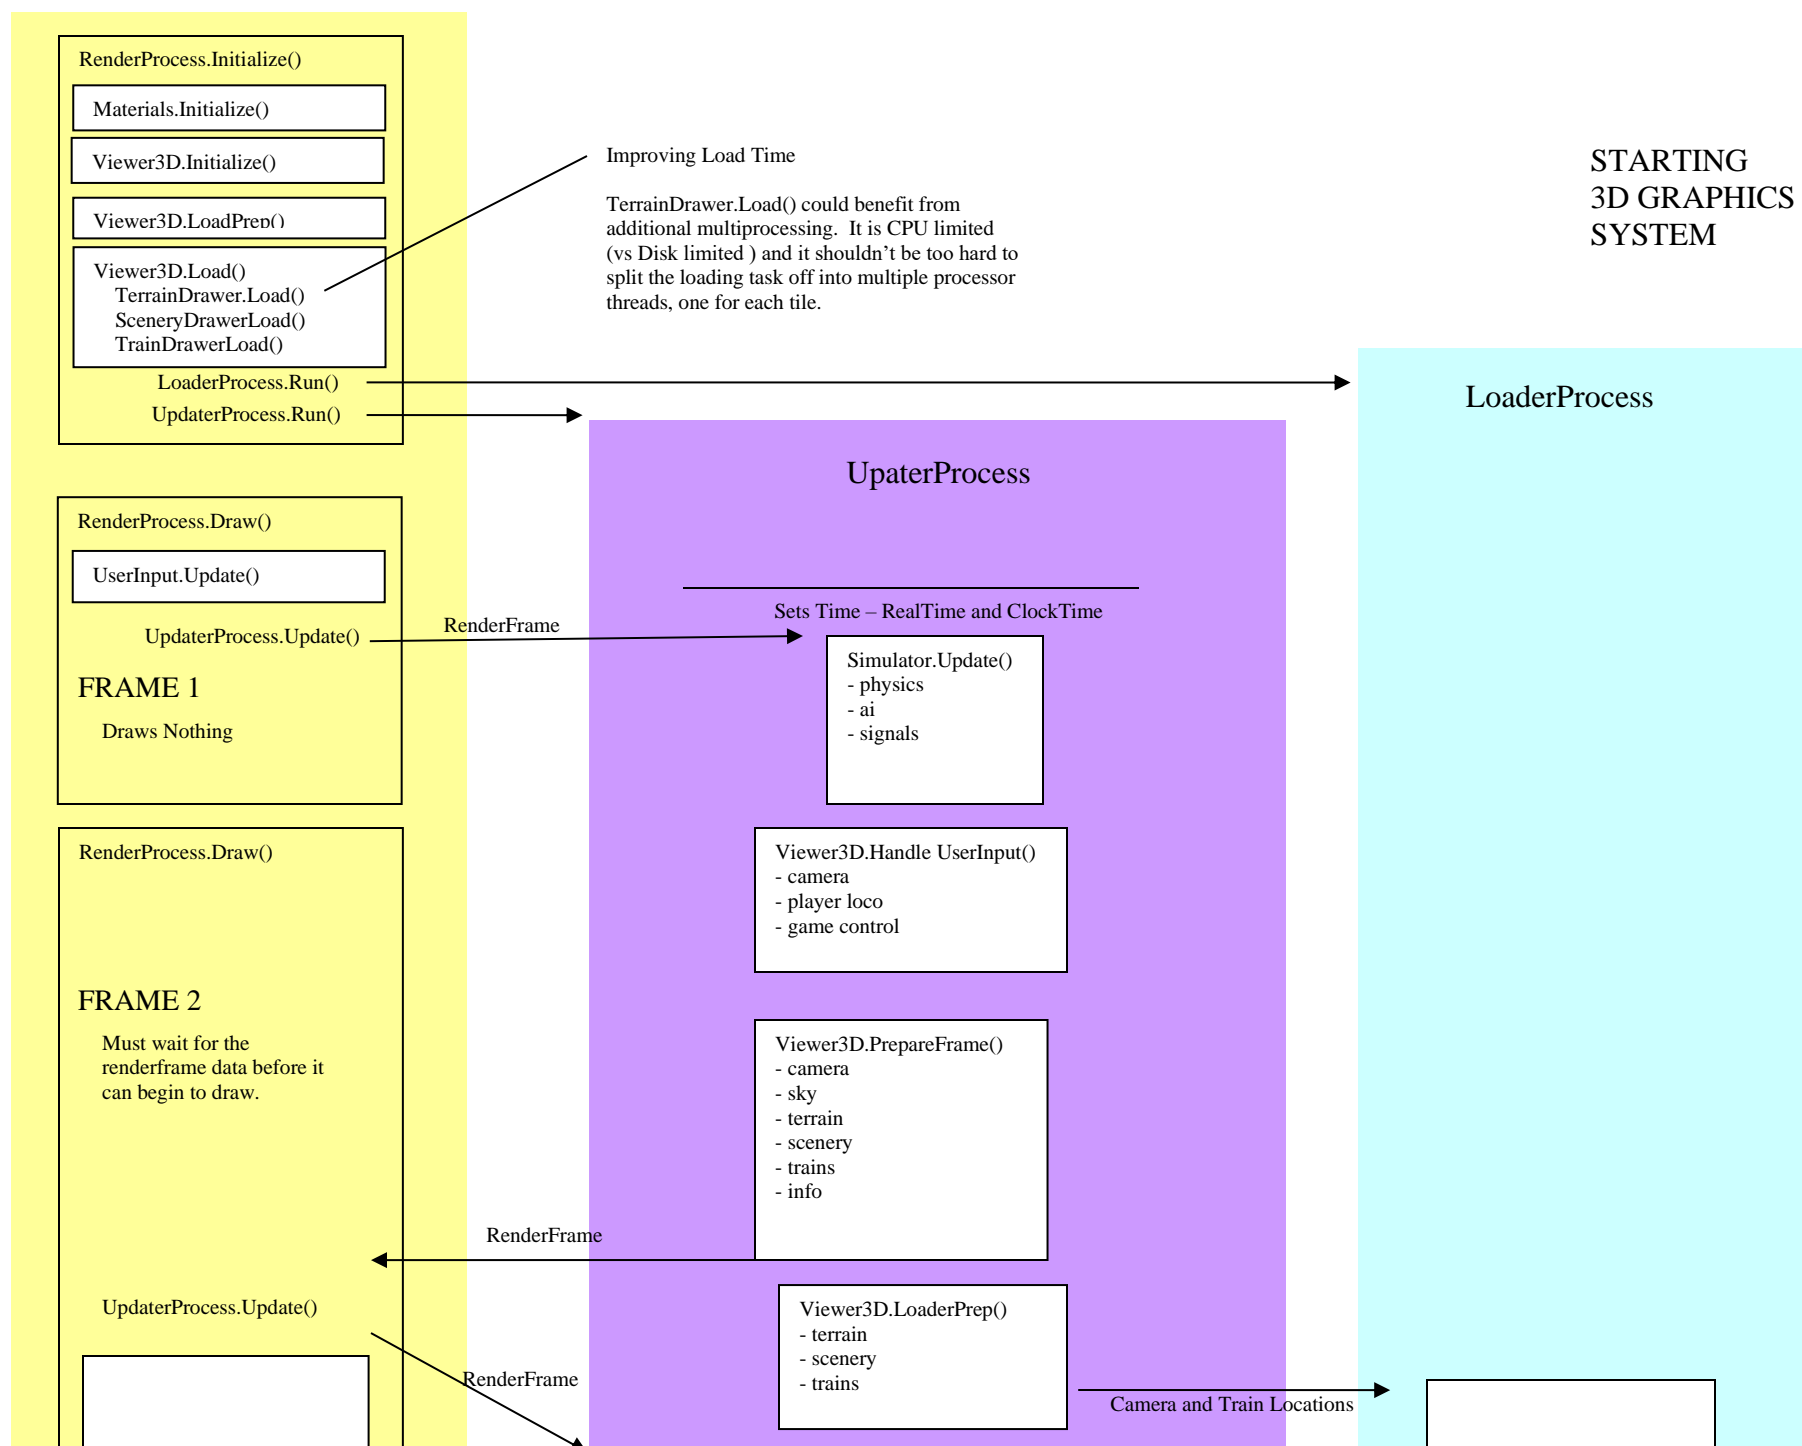 RenderProcess.Initialize()
Materials.Initialize()
Viewer3D.Initialize()
Viewer3D.LoadPrep()
Viewer3D.Load()
TerrainDrawer.Load()
SceneryDrawerLoad()
TrainDrawerLoad()
LoaderProcess.Run()
UpdaterProcess.Run()
Improving Load Time
TerrainDrawer.Load() could benefit from
additional multiprocessing. It is CPU limited
(vs Disk limited ) and it shouldn't be too hard to
split the loading task off into multiple processor
threads, one for each tile.
STARTING
3D GRAPHICS
SYSTEM
LoaderProcess
UpaterProcess
RenderProcess.Draw()
UserInput.Update()
UpdaterProcess.Update()
FRAME 1
Draws Nothing
RenderFrame
Sets Time – RealTime and ClockTime
Simulator.Update()
- physics
- ai
- signals
RenderProcess.Draw()
FRAME 2
Must wait for the
renderframe data before it
can begin to draw.
Viewer3D.Handle UserInput()
- camera
- player loco
- game control
Viewer3D.PrepareFrame()
- camera
- sky
- terrain
- scenery
- trains
- info
RenderFrame
UpdaterProcess.Update()
RenderFrame
Viewer3D.LoaderPrep()
- terrain
- scenery
- trains
Camera and Train Locations